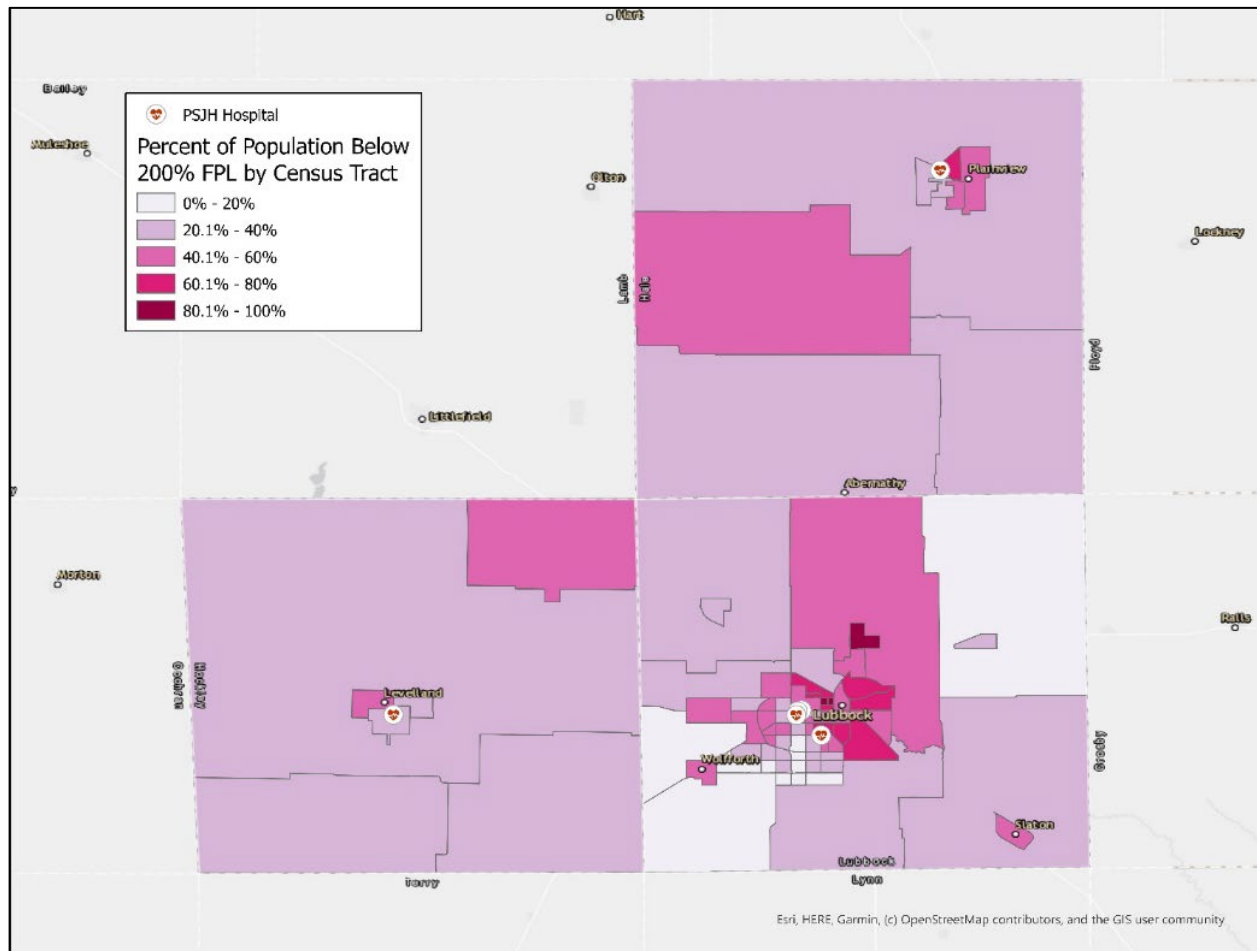 Hart
Bailey
PSJH Hospital
Percent of Population Below
200% FPL by Census Tract
0% - 20%
20.1% - 40%
40.1% - 60%
60.1% - 80%
80.1% - 100%
Muleshoe
Olton
Plainview
Lockney
Lamb
Hale
Floyd
Littlefield
Abernathy
Morton
Ralls
Cochran
Hockley
Levelland
Lubbock
Wolfforth
Crosby
Slaton
Lubbock
Lynn
Terry
Esri, HERE, Garmin, (c) OpenStreetMap contributors, and the GIS user community